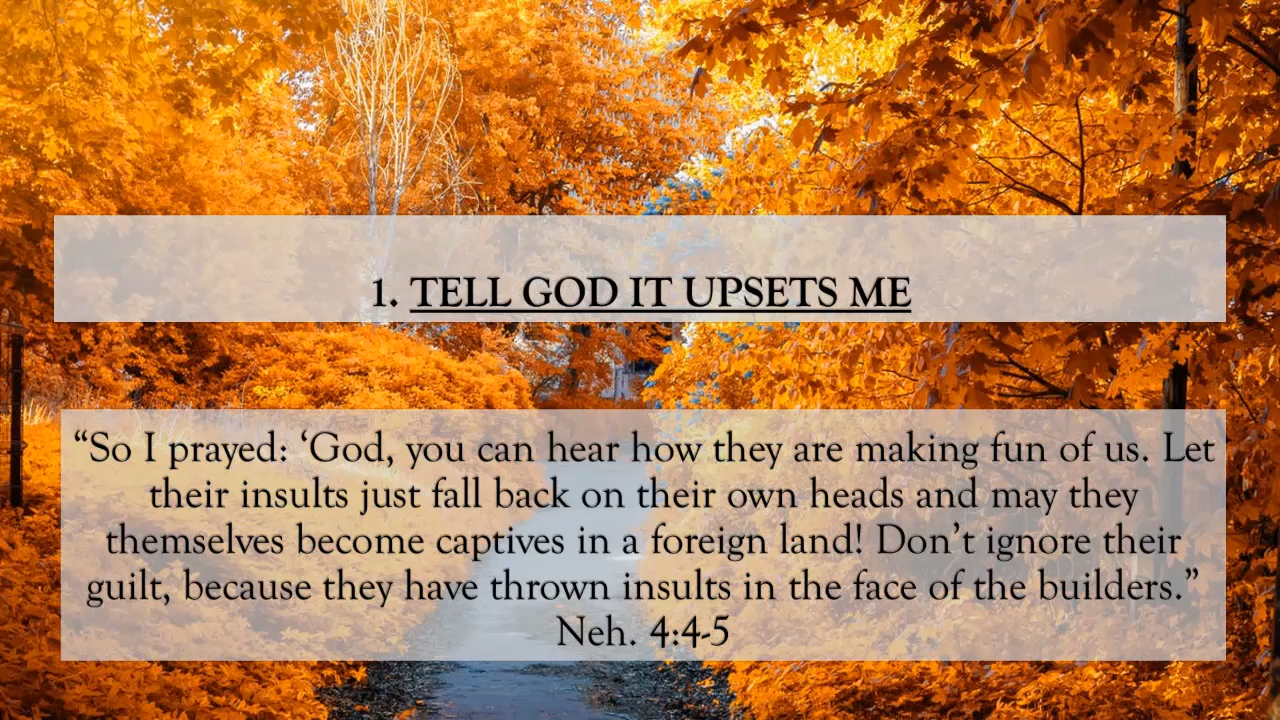 1. TELL GOD IT UPSETS ME
“So I prayed: ‘God, you can hear how they are making fun of us. Let
their insults just fall back on their own heads and may they
themselves become captives in a foreign land! Don’t ignore their
guilt, because they have thrown insults in the face of the builders.”
Neh. 4:4-5